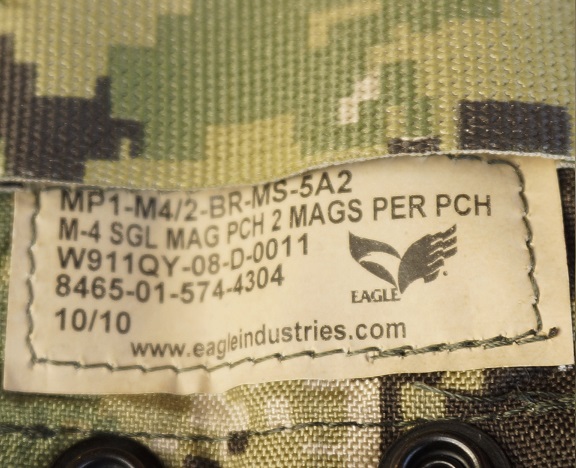 MP1-M4/2-BR-MS-5A2
M-4 SGL MAG PCH 2 MAGS PER PCH
W911QY-08-D-0011
8465-01-574-4304
EAGLE
10/10
www.eagleindustries.com